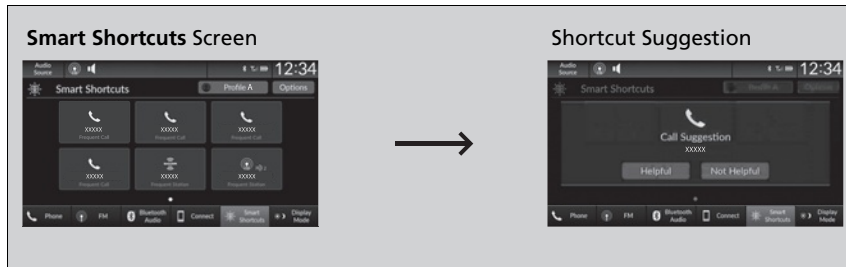 Smart Shortcuts Screen
Audio Source
12:34
Smart Shortcuts
Profile A
Options
XXXXX
Frequent Call
XXXXX
Frequent Call
XXXXX
Frequent Call
XXXXX
Frequent Call
XXXXX
Frequent Station
XXXXX
Frequent Station
Phone
FM
Bluetooth Audio
Connect
Smart Shortcuts
Display Mode
Shortcut Suggestion
Audio Source
12:34
Smart Shortcuts
Profile A
Options
Call Suggestion
XXXXX
Helpful
Not Helpful
Phone
FM
Bluetooth Audio
Connect
Smart Shortcuts
Display Mode